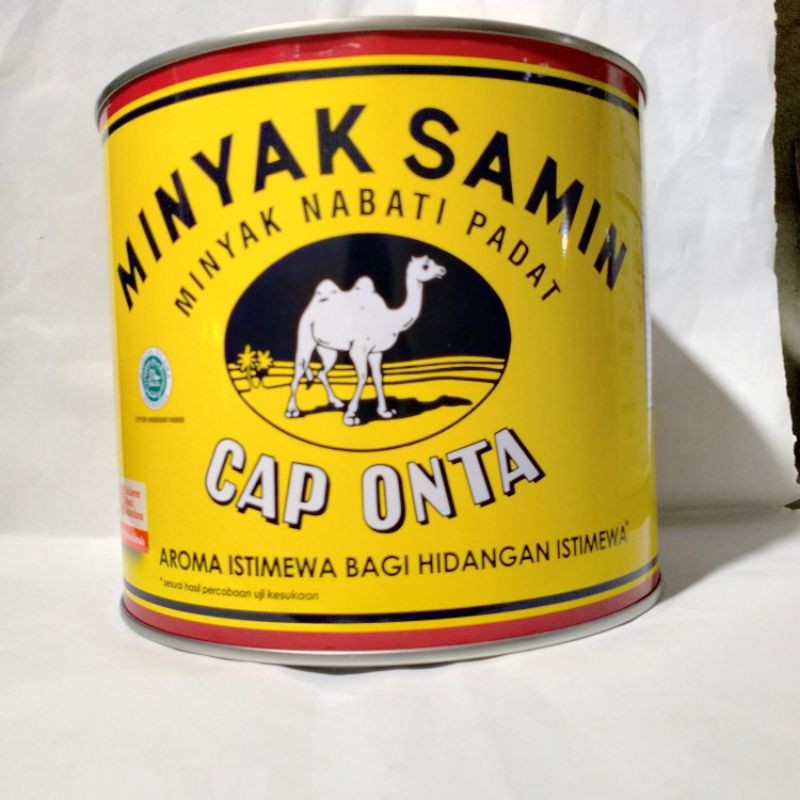 MINYAK SAMIN
MINYAK NABATI PADAT
CAP ONTA
AROMA ISTIMEWA BAGI HIDANGAN ISTIMEWA*
*sesuai hasil percobaan uji kesukaan